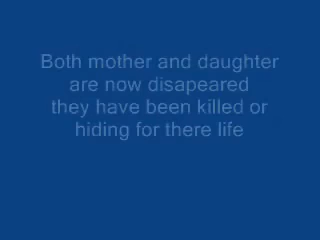 Both mother and daughter
are now disapeared
they have been killed or
hiding for there life